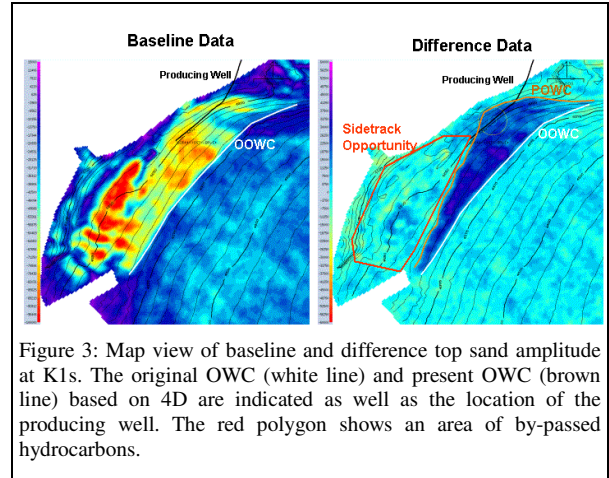 Baseline Data
Difference Data
Producing Well
Producing Well
POWC
OOWC
OOWC
Sidetrack
Opportunity
Figure 3: Map view of baseline and difference top sand amplitude
at K1s. The original OWC (white line) and present OWC (brown
line) based on 4D are indicated as well as the location of the
producing well. The red polygon shows an area of by-passed
hydrocarbons.